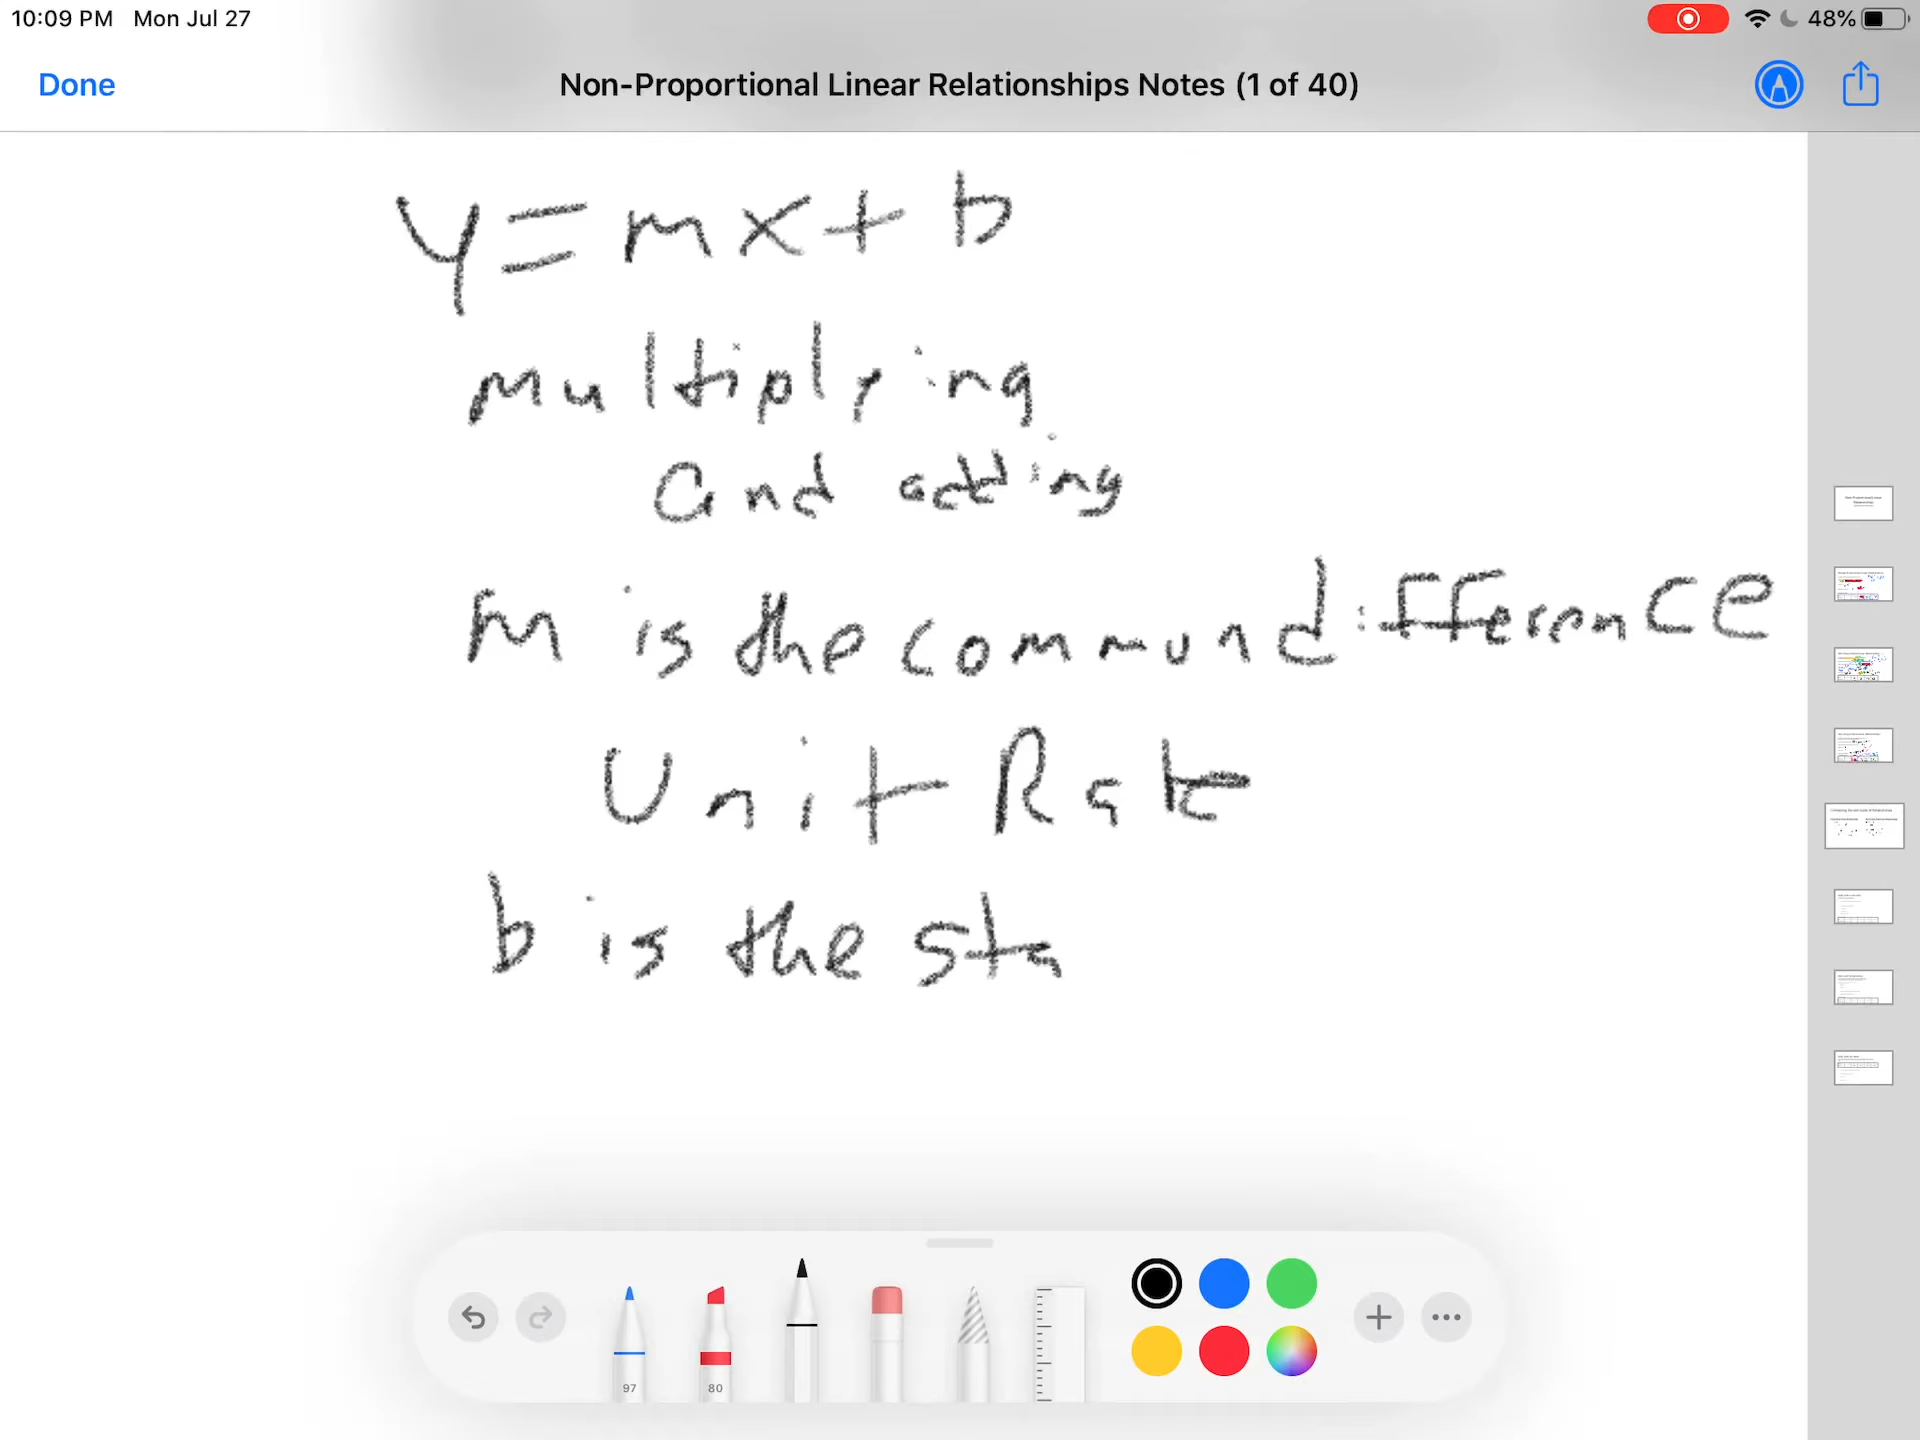 10:09 PM Mon Jul 27
48%
Done
Non-Proportional Linear Relationships Notes (1 of 40)
y = mx + b
multiplying
and adding
m is the commun difference
Unit Rate
b is the sta
97
80